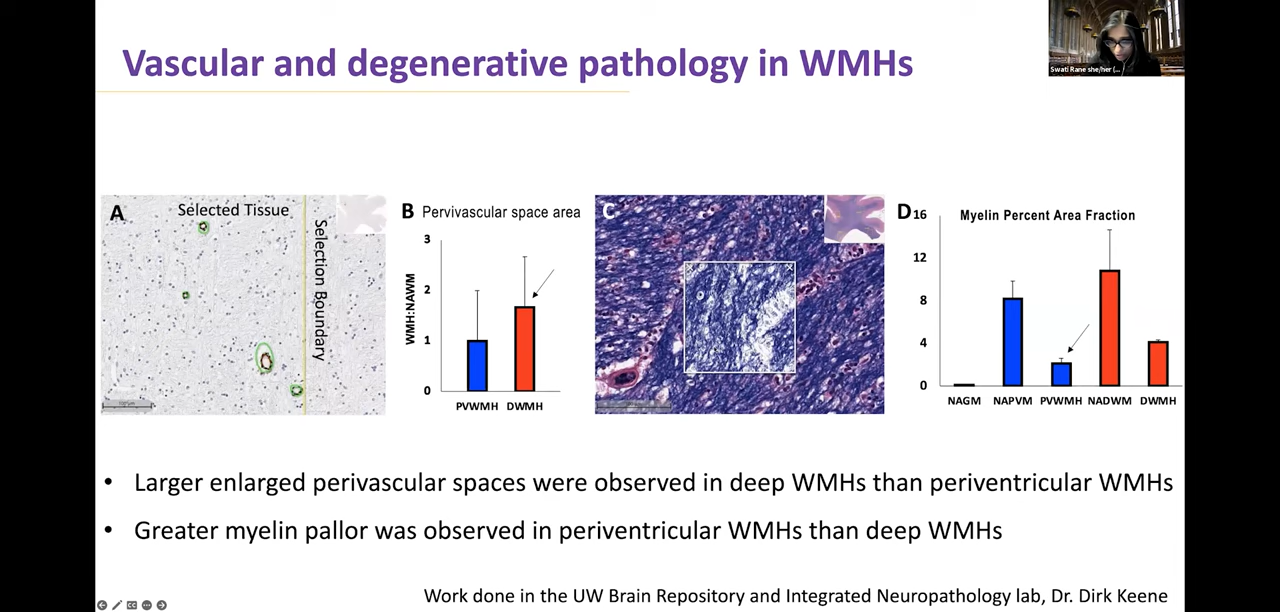 Vascular and degenerative pathology in WMHs
Swati Rane she/her (...
A
Selected Tissue
Selection Boundary
B Pervivascular space area
3
2
1
0
WMH:NAWM
PVWMH DWMH
C
D
Myelin Percent Area Fraction
16
12
8
4
0
NAGM NAPVM PVWMH NADWM DWMH
• Larger enlarged perivascular spaces were observed in deep WMHs than periventricular WMHs
• Greater myelin pallor was observed in periventricular WMHs than deep WMHs
Work done in the UW Brain Repository and Integrated Neuropathology lab, Dr. Dirk Keene